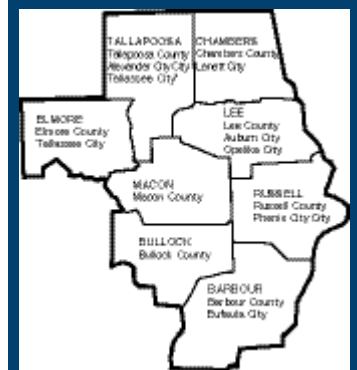 TALLAPOOSA
Tallapoosa County
Alexander City City
Tallassee City*
CHAMBERS
Chambers County
Lanett City
ELMORE
Elmore County
Tallassee City
LEE
Lee County
Auburn City
Opelika City
MACON
Macon County
RUSSELL
Russell County
Phenix City City
BULLOCK
Bullock County
BARBOUR
Barbour County
Eufaula City